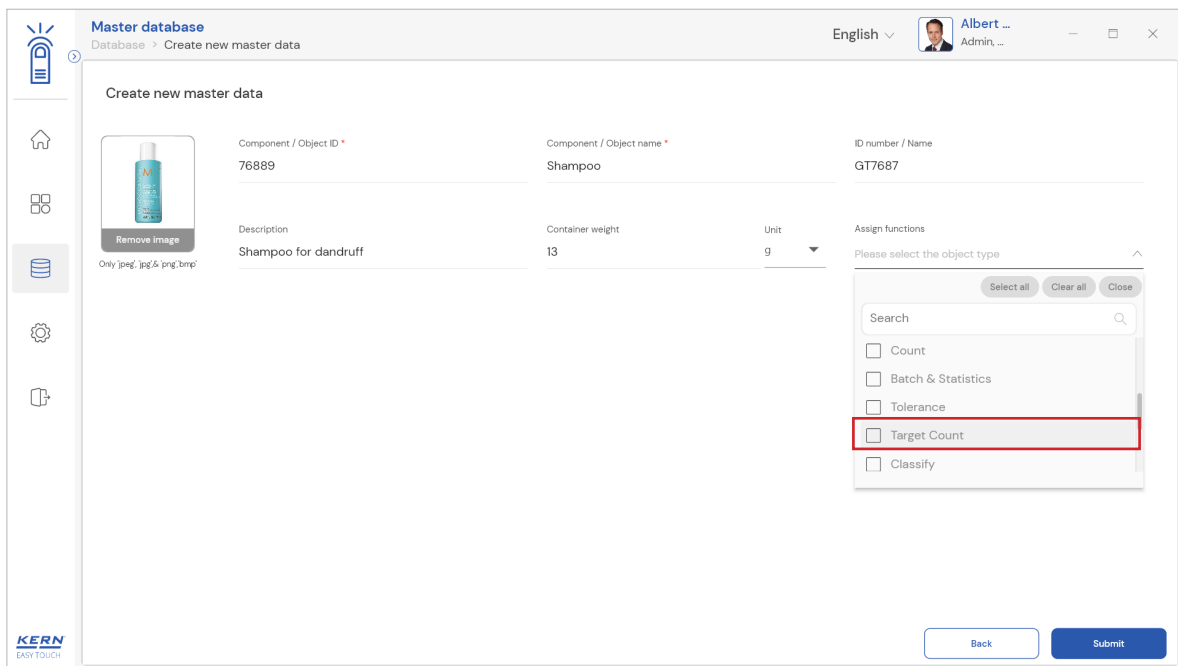 Master database
Database > Create new master data
English
Albert ...
Admin, ...
Create new master data
Component / Object ID *
76889
Component / Object name *
Shampoo
ID number / Name
GT7687
M
Remove image
Only 'jpeg', 'jpg',& 'png','bmp'
Description
Shampoo for dandruff
Container weight
13
Unit
g
Assign functions
Please select the object type
Select all
Clear all
Close
Search
Count
Batch & Statistics
Tolerance
Target Count
Classify
KERN
EASY TOUCH
Back
Submit